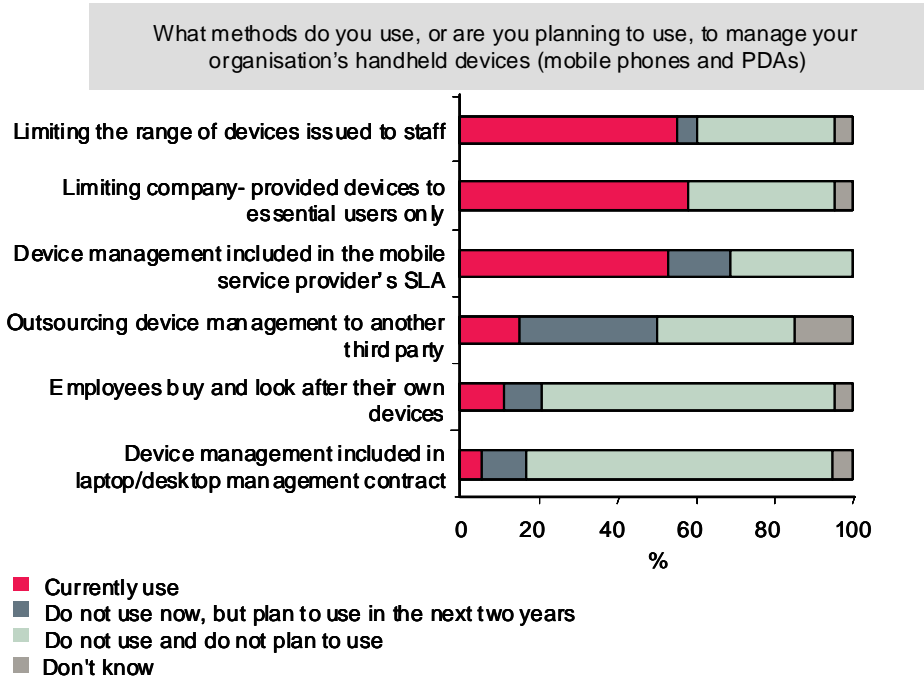 What methods do you use, or are you planning to use, to manage your
organisation's handheld devices (mobile phones and PDAs)
Limiting the range of devices issued to staff
Limiting company- provided devices to
essential users only
Device management included in the mobile
service provider's SLA
Outsourcing device management to another
third party
Employees buy and look after their own
devices
Device management included in
laptop/desktop management contract
0 20 40 60 80 100
%
Currently use
Do not use now, but plan to use in the next two years
Do not use and do not plan to use
Don't know